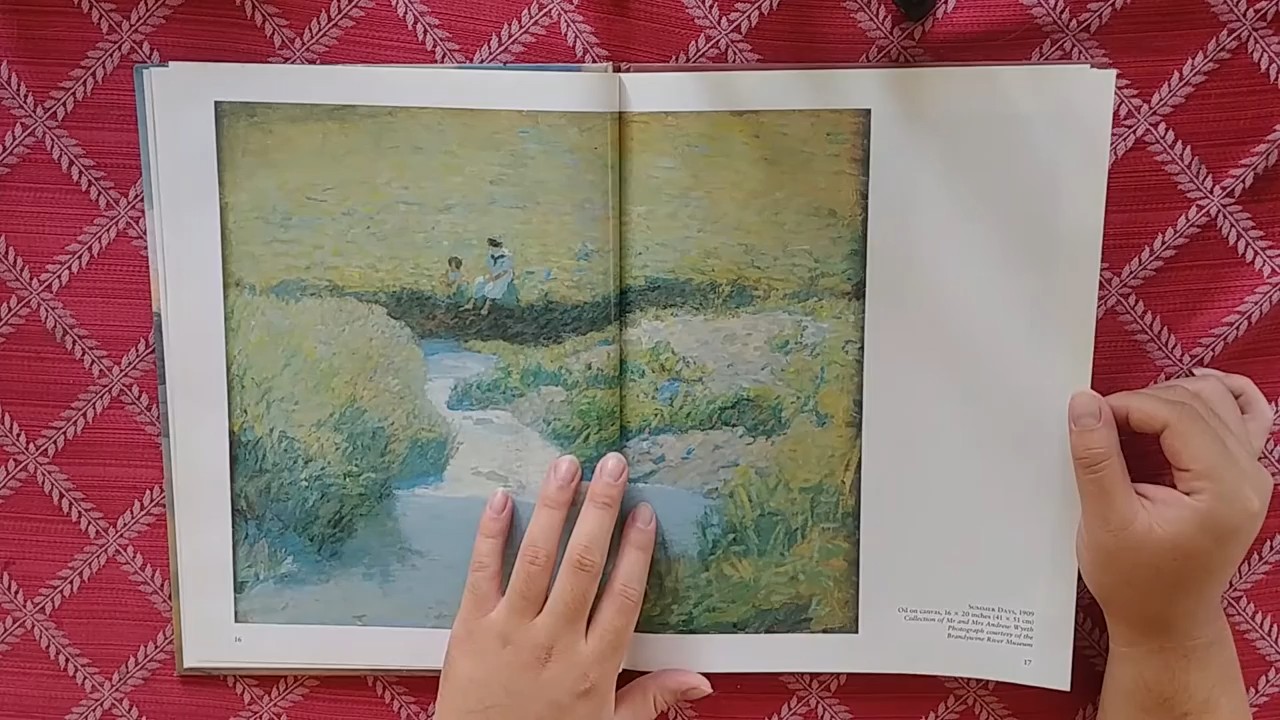 16
SUMMER DAYS, 1909
Oil on canvas, 16 × 20 inches (41 × 51 cm)
Collection of Mr and Mrs Andrew Wyeth
Photograph courtesy of the
Brandywine River Museum
17